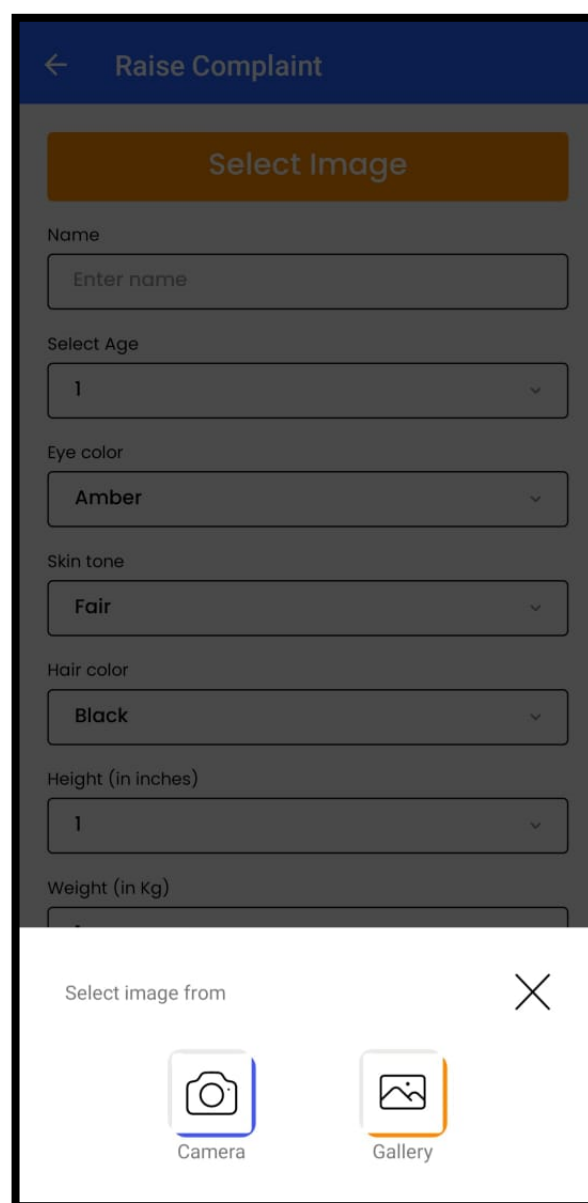 Raise Complaint
Select Image
Name
Enter name
Select Age
1
Eye color
Amber
Skin tone
Fair
Hair color
Black
Height (in inches)
1
Weight (in Kg)
Select image from
Camera
Gallery